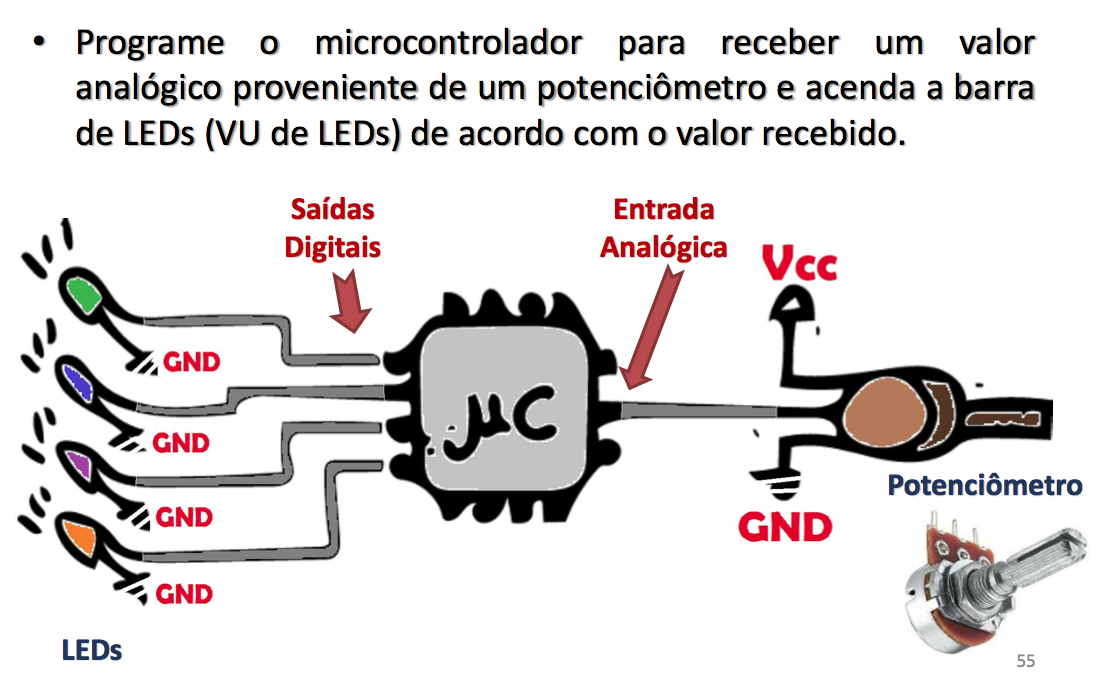 • Programe o microcontrolador para receber um valor
analógico proveniente de um potenciômetro e acenda a barra
de LEDs (VU de LEDs) de acordo com o valor recebido.
Saídas
Digitais
Entrada
Analógica
Vcc
GND
µC
GND
GND
GND
Potenciômetro
GND
LEDs
55